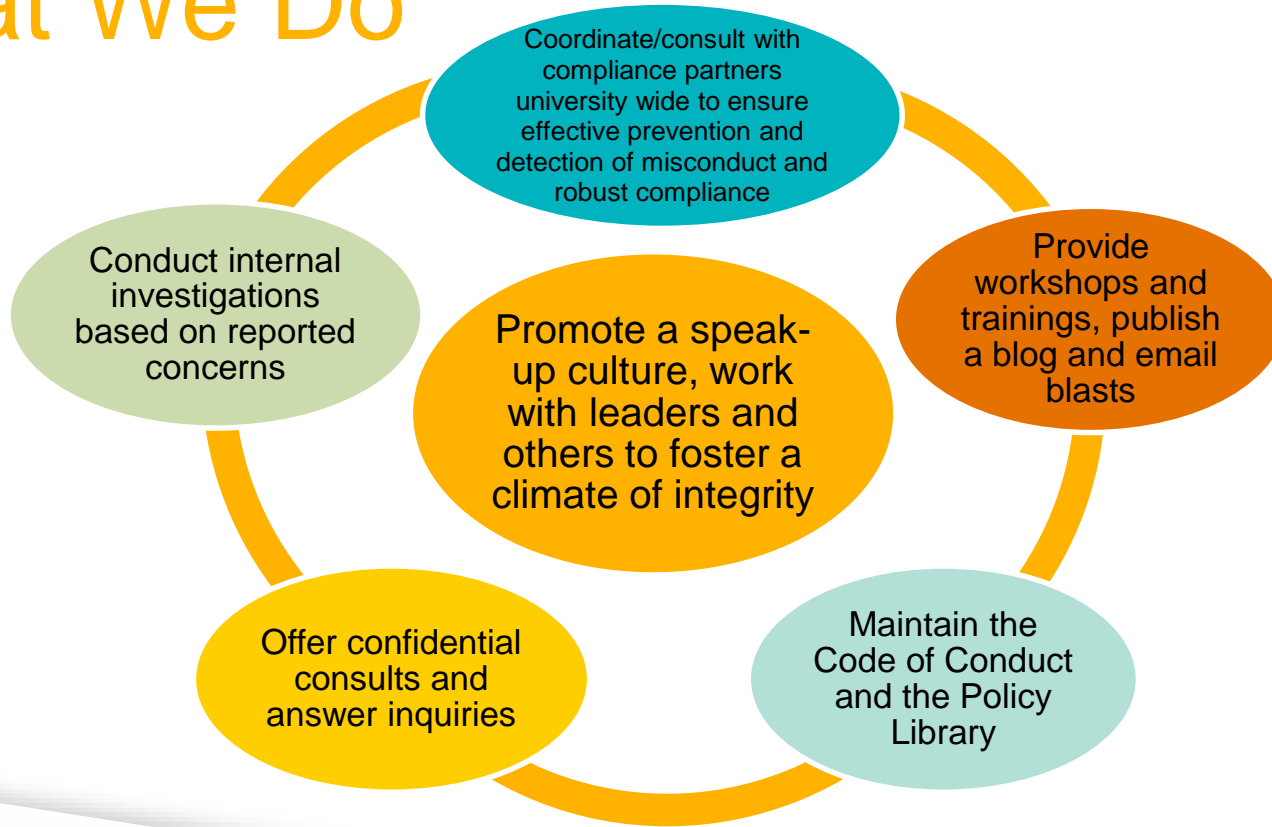 at We Do
Coordinate/consult with
compliance partners
university wide to ensure
effective prevention and
detection of misconduct and
robust compliance
Provide
workshops and
trainings, publish
a blog and email
blasts
Maintain the
Code of Conduct
and the Policy
Library
Offer confidential
consults and
answer inquiries
Conduct internal
investigations
based on reported
concerns
Promote a speak-
up culture, work
with leaders and
others to foster a
climate of integrity